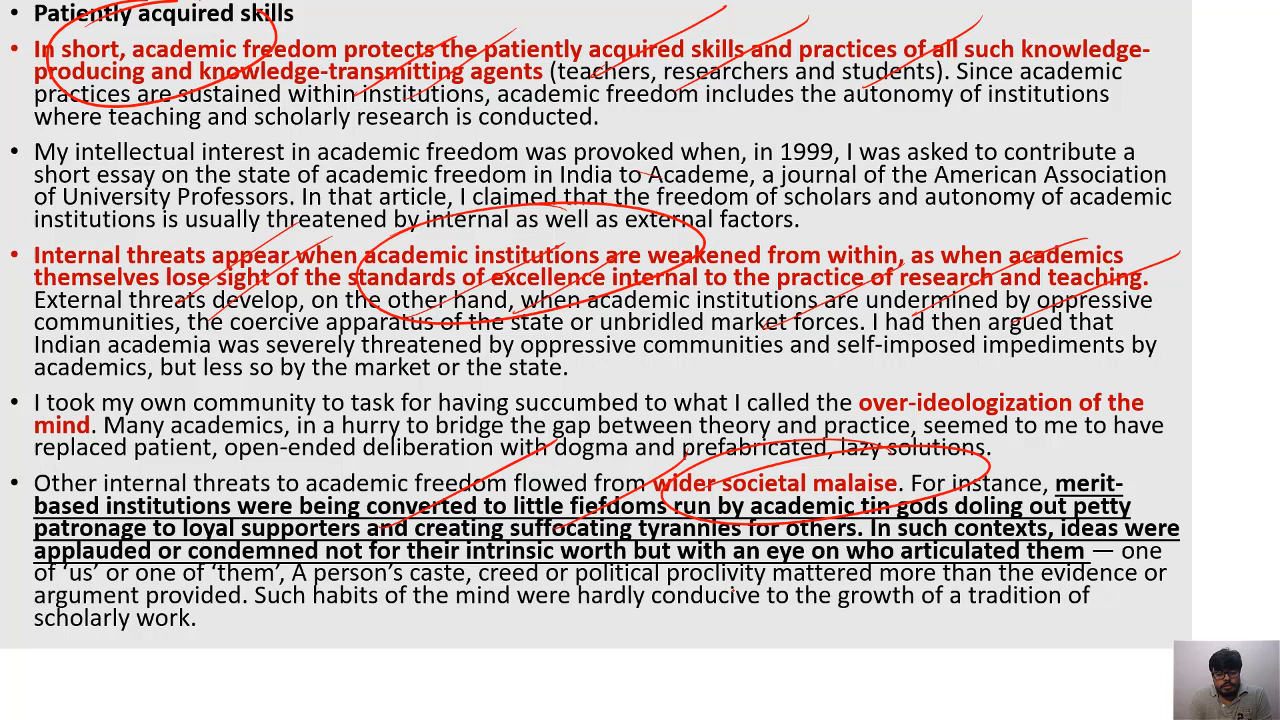 • Patiently acquired skills
• In short, academic freedom protects the patiently acquired skills and practices of all such knowledge-
producing and knowledge-transmitting agents (teachers, researchers and students). Since academic
practices are sustained within institutions, academic freedom includes the autonomy of institutions
where teaching and scholarly research is conducted.
• My intellectual interest in academic freedom was provoked when, in 1999, I was asked to contribute a
short essay on the state of academic freedom in India to Academe, a journal of the American Association
of University Professors. In that article, I claimed that the freedom of scholars and autonomy of academic
institutions is usually threatened by internal as well as external factors.
• Internal threats appear when academic institutions are weakened from within, as when academics
themselves lose sight of the standards of excellence internal to the practice of research and teaching.
External threats develop, on the other hand, when academic institutions are undermined by oppressive
communities, the coercive apparatus of the state or unbridled market forces. I had then argued that
Indian academia was severely threatened by oppressive communities and self-imposed impediments by
academics, but less so by the market or the state.
• I took my own community to task for having succumbed to what I called the over-ideologization of the
mind. Many academics, in a hurry to bridge the gap between theory and practice, seemed to me to have
replaced patient, open-ended deliberation with dogma and prefabricated, lazy solutions.
• Other internal threats to academic freedom flowed from wider societal malaise. For instance, merit-
based institutions were being converted to little fiefdoms run by academic tin gods doling out petty
patronage to loyal supporters and creating suffocating tyrannies for others. In such contexts, ideas were
applauded or condemned not for their intrinsic worth but with an eye on who articulated them — one
of ‘us’ or one of ‘them’, A person’s caste, creed or political proclivity mattered more than the evidence or
argument provided. Such habits of the mind were hardly conducive to the growth of a tradition of
scholarly work.